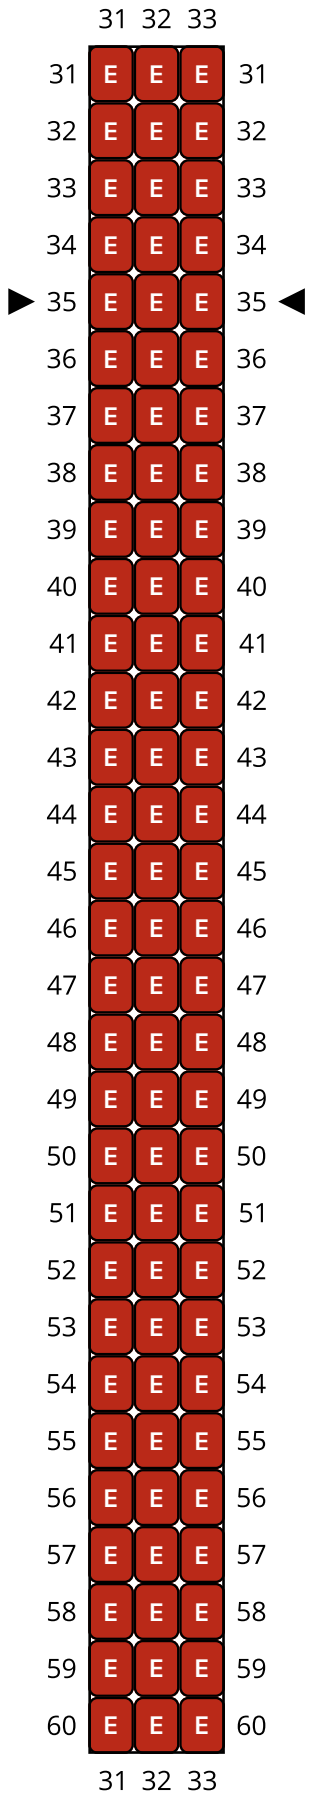 31 32 33
31 E E E 31
32 E E E 32
33 E E E 33
34 E E E 34
35 E E E 35
36 E E E 36
37 E E E 37
38 E E E 38
39 E E E 39
40 E E E 40
41 E E E 41
42 E E E 42
43 E E E 43
44 E E E 44
45 E E E 45
46 E E E 46
47 E E E 47
48 E E E 48
49 E E E 49
50 E E E 50
51 E E E 51
52 E E E 52
53 E E E 53
54 E E E 54
55 E E E 55
56 E E E 56
57 E E E 57
58 E E E 58
59 E E E 59
60 E E E 60
31 32 33